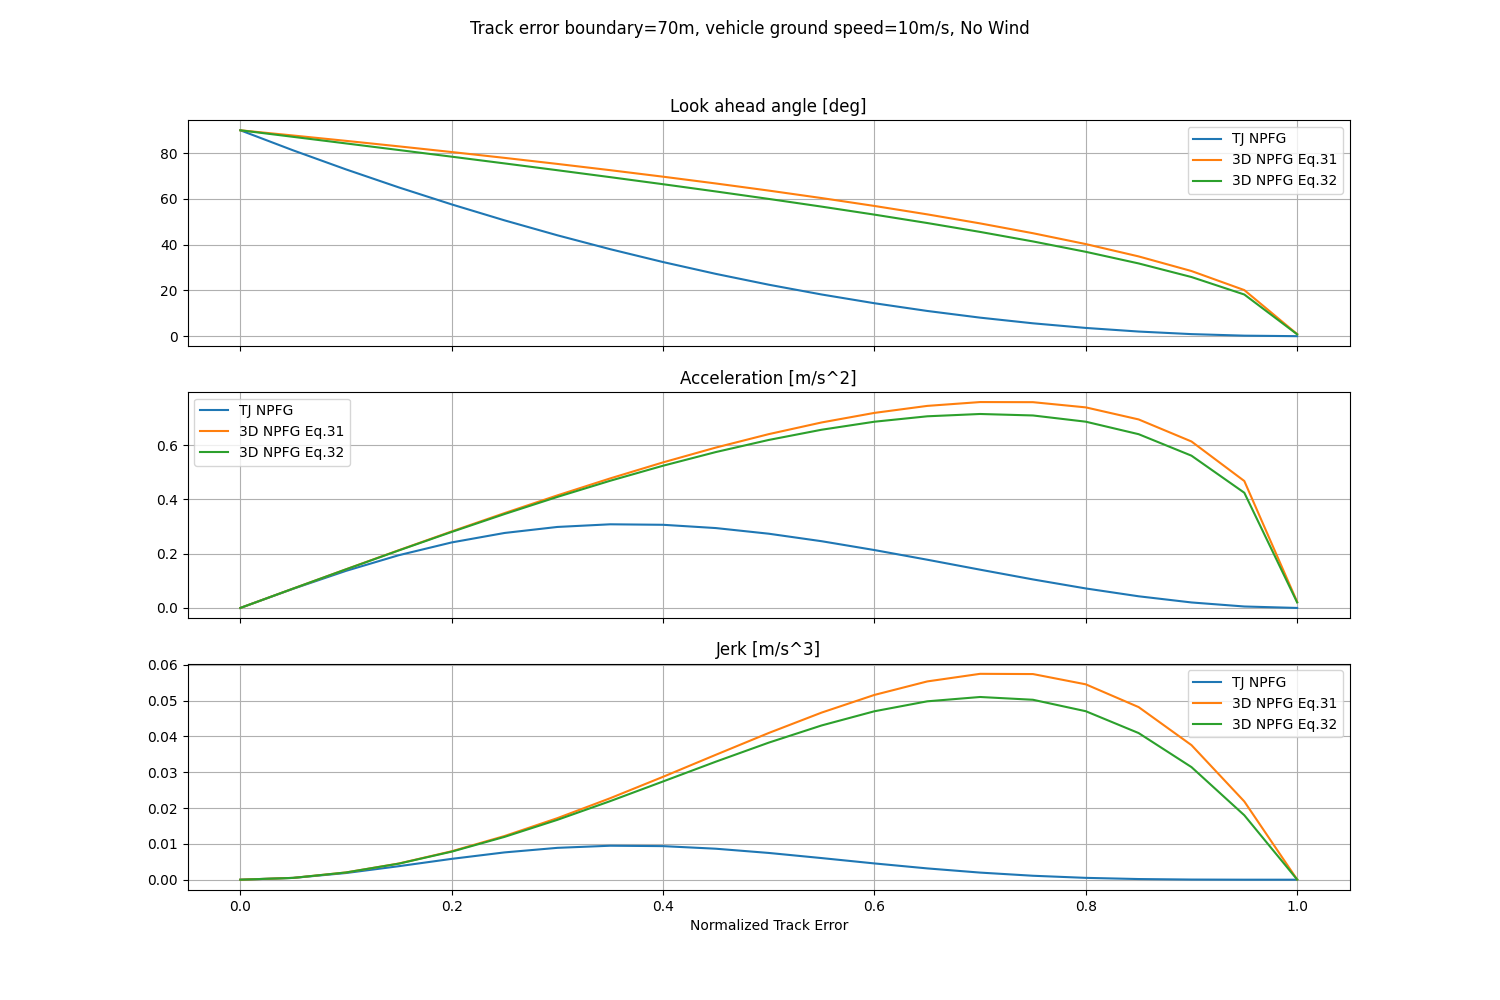 Track error boundary=70m, vehicle ground speed=10m/s, No Wind
Look ahead angle [deg]
80
60
40
20
0
TJ NPFG
3D NPFG Eq.31
3D NPFG Eq.32
Acceleration [m/s^2]
0.6
0.4
0.2
0.0
TJ NPFG
3D NPFG Eq.31
3D NPFG Eq.32
Jerk [m/s^3]
0.06
0.05
0.04
0.03
0.02
0.01
0.00
TJ NPFG
3D NPFG Eq.31
3D NPFG Eq.32
0.0 0.2 0.4 0.6 0.8 1.0
Normalized Track Error